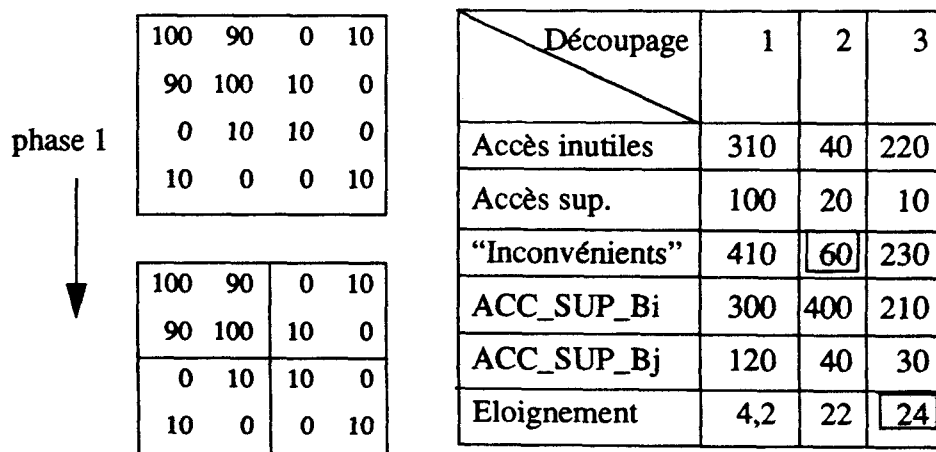 phase 1
100 90 0 10
90 100 10 0
0 10 10 0
10 0 0 10
100 90 0 10
90 100 10 0
0 10 10 0
10 0 0 10
Découpage 1 2 3
Accès inutiles 310 40 220
Accès sup. 100 20 10
“Inconvénients” 410 60 230
ACC_SUP_Bi 300 400 210
ACC_SUP_Bj 120 40 30
Eloignement 4,2 22 24